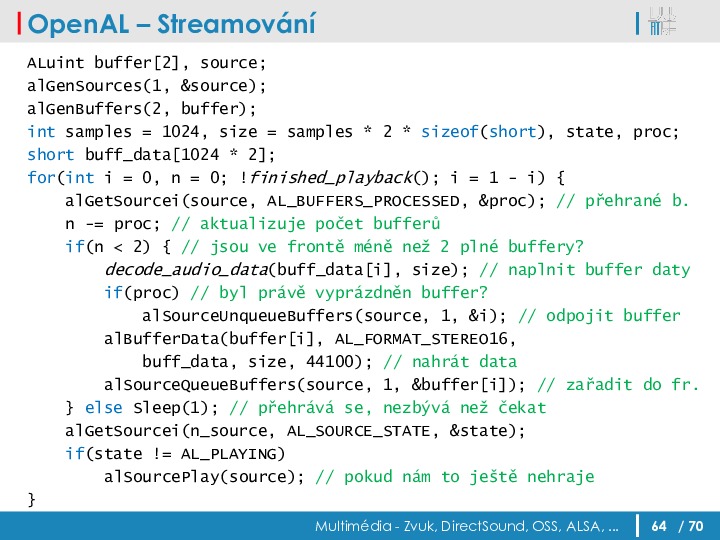 OpenAL – Streamování
ALuint buffer[2], source;
alGenSources(1, &source);
alGenBuffers(2, buffer);
int samples = 1024, size = samples * 2 * sizeof(short), state, proc;
short buff_data[1024 * 2];
for(int i = 0, n = 0; !finished_playback(); i = 1 - i) {
    alGetSourcei(source, AL_BUFFERS_PROCESSED, &proc); // přehrané b.
    n -= proc; // aktualizuje počet bufferů
    if(n < 2) { // jsou ve frontě méně než 2 plné buffery?
        decode_audio_data(buff_data[i], size); // naplnit buffer daty
        if(proc) // byl právě vyprázdněn buffer?
            alSourceUnqueueBuffers(source, 1, &i); // odpojit buffer
        alBufferData(buffer[i], AL_FORMAT_STEREO16,
            buff_data, size, 44100); // nahrát data
        alSourceQueueBuffers(source, 1, &buffer[i]); // zařadit do fr.
    } else Sleep(1); // přehrává se, nezbývá než čekat
    alGetSourcei(n_source, AL_SOURCE_STATE, &state);
    if(state != AL_PLAYING)
        alSourcePlay(source); // pokud nám to ještě nehraje
}
Multimédia - Zvuk, DirectSound, OSS, ALSA, ... 64 / 70